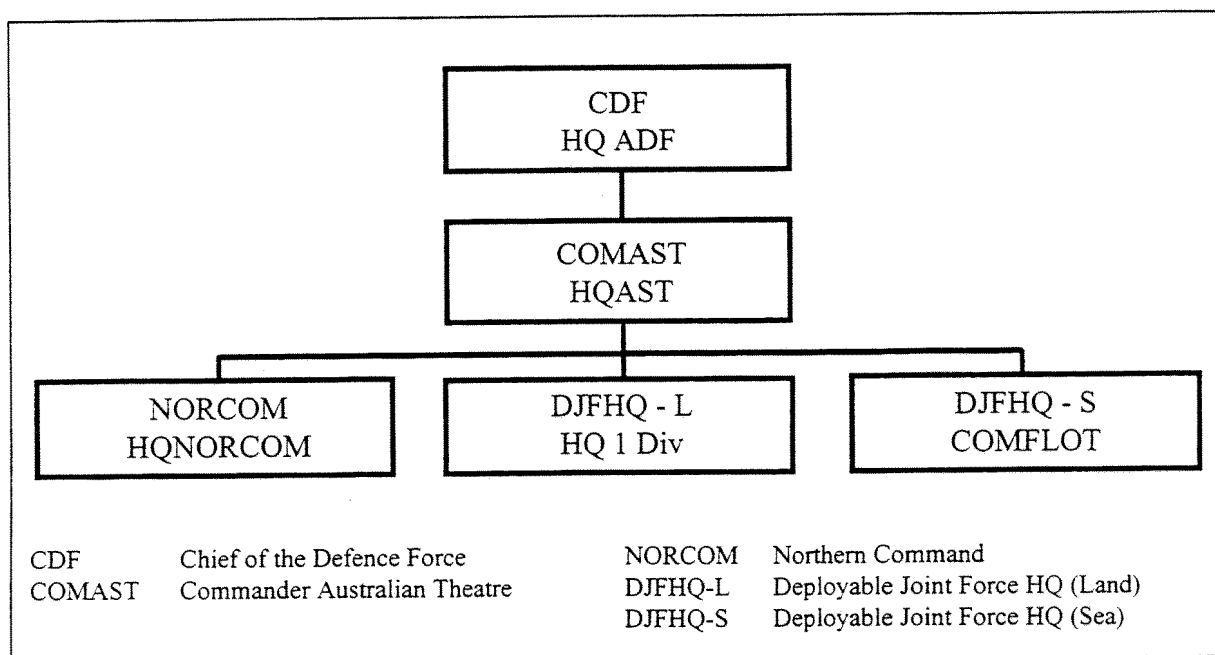 CDF
HQ ADF
COMAST
HQAST
NORCOM
HQNORCOM
DJFHQ - L
HQ 1 Div
DJFHQ - S
COMFLOT
CDF Chief of the Defence Force
COMAST Commander Australian Theatre
NORCOM Northern Command
DJFHQ-L Deployable Joint Force HQ (Land)
DJFHQ-S Deployable Joint Force HQ (Sea)